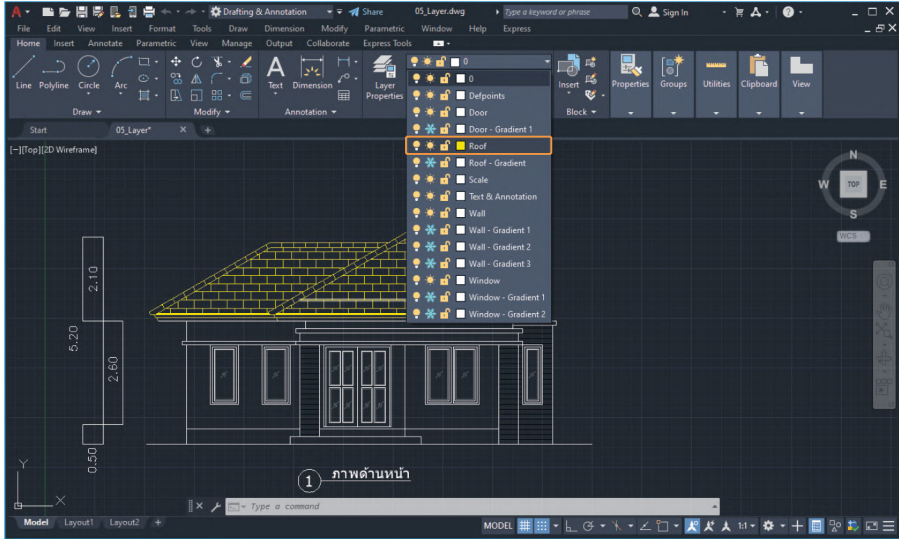 Drafting & Annotation Share 05_Layer.dwg Type a keyword or phrase Sign In
File Edit View Insert Format Tools Draw Dimension Modify Parametric Window Help Express
Home Insert Annotate Parametric View Manage Output Collaborate Express Tools
0
Line Polyline Circle Arc Text Dimension Layer Properties Insert Properties Groups Utilities Clipboard View
Draw Modify Annotation Block
Start 05_Layer* +
[−][Top][2D Wireframe]
0
Defpoints
Door
Door - Gradient 1
Roof
Roof - Gradient
Scale
Text & Annotation
Wall
Wall - Gradient 1
Wall - Gradient 2
Wall - Gradient 3
Window
Window - Gradient 1
Window - Gradient 2
N
W TOP E
S
WCS
2.10
5.20
2.60
0.50
1 ภาพด้านหน้า
Y
X
Type a command
Model Layout1 Layout2 + MODEL 1:1